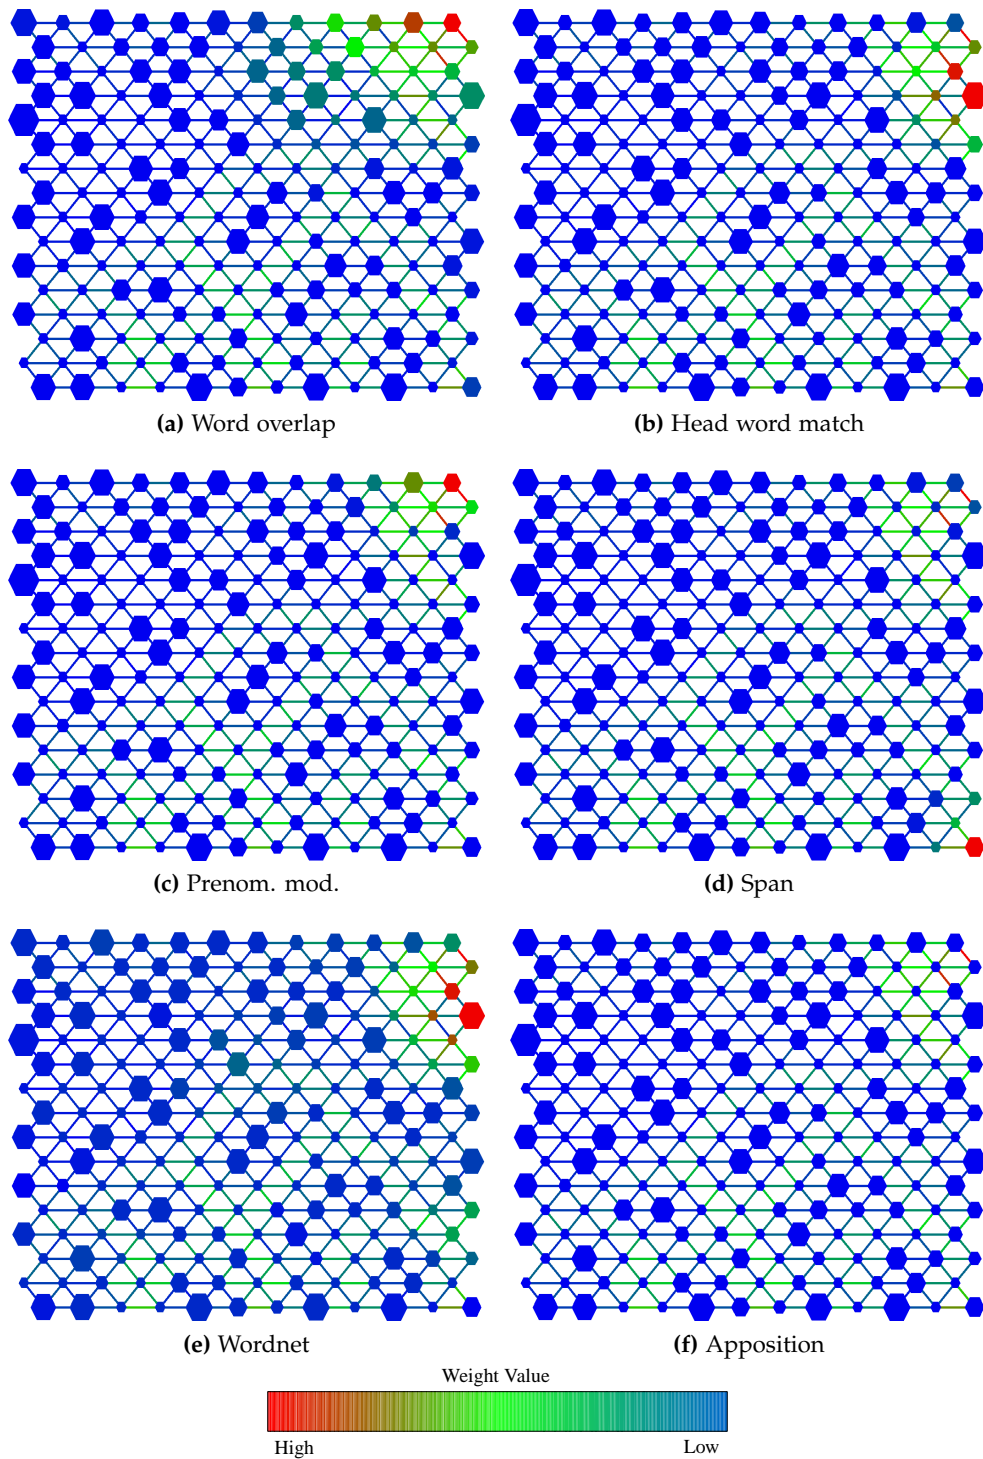 (a) Word overlap
(b) Head word match
(c) Prenom. mod.
(d) Span
(e) Wordnet
(f) Apposition
Weight Value
High
Low